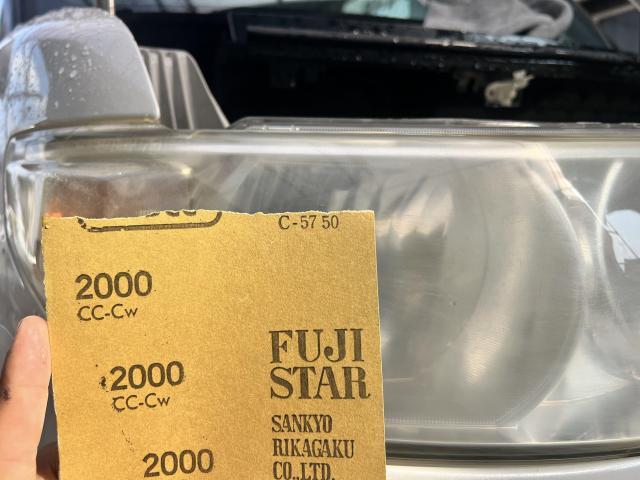 C-57 50
2000
CC-Cw
2000
CC-Cw
2000
FUJI
STAR
SANKYO
RIKAGAKU
CO.,LTD.